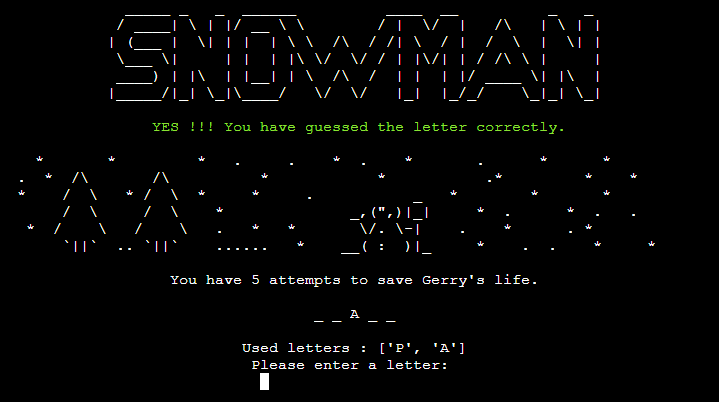 SNOWMAN
YES !!! You have guessed the letter correctly.
You have 5 attempts to save Gerry's life.
_ _ A _ _
Used letters : ['P', 'A']
Please enter a letter: